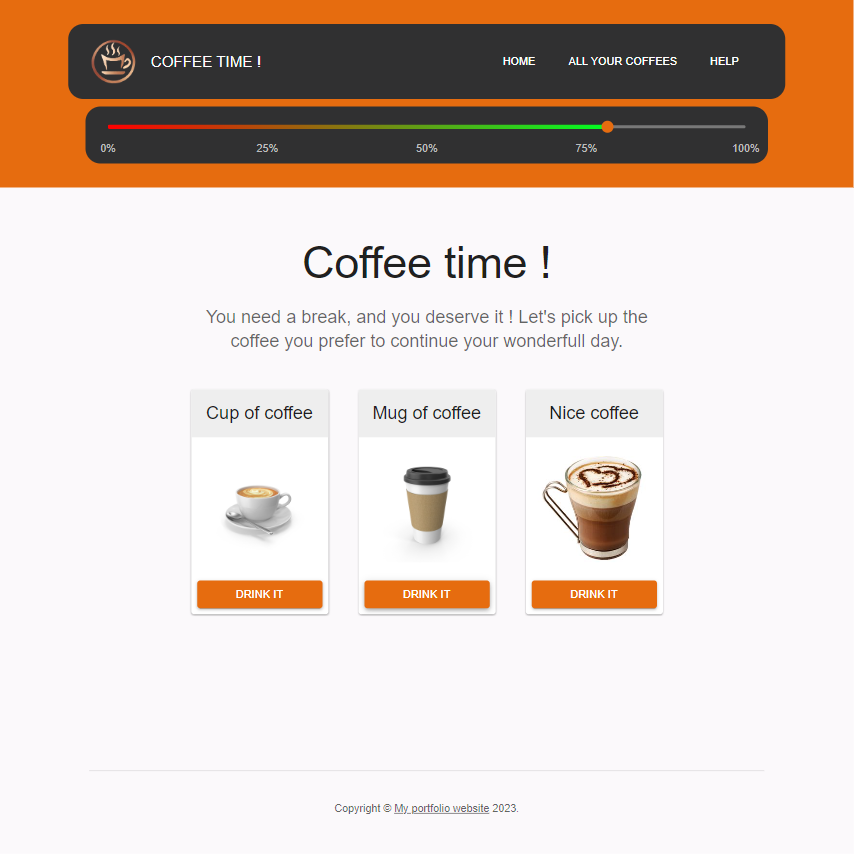 COFFEE TIME !
HOME ALL YOUR COFFEES HELP
0% 25% 50% 75% 100%
Coffee time !
You need a break, and you deserve it ! Let's pick up the
coffee you prefer to continue your wonderfull day.
Cup of coffee Mug of coffee Nice coffee
DRINK IT DRINK IT DRINK IT
Copyright © My portfolio website 2023.